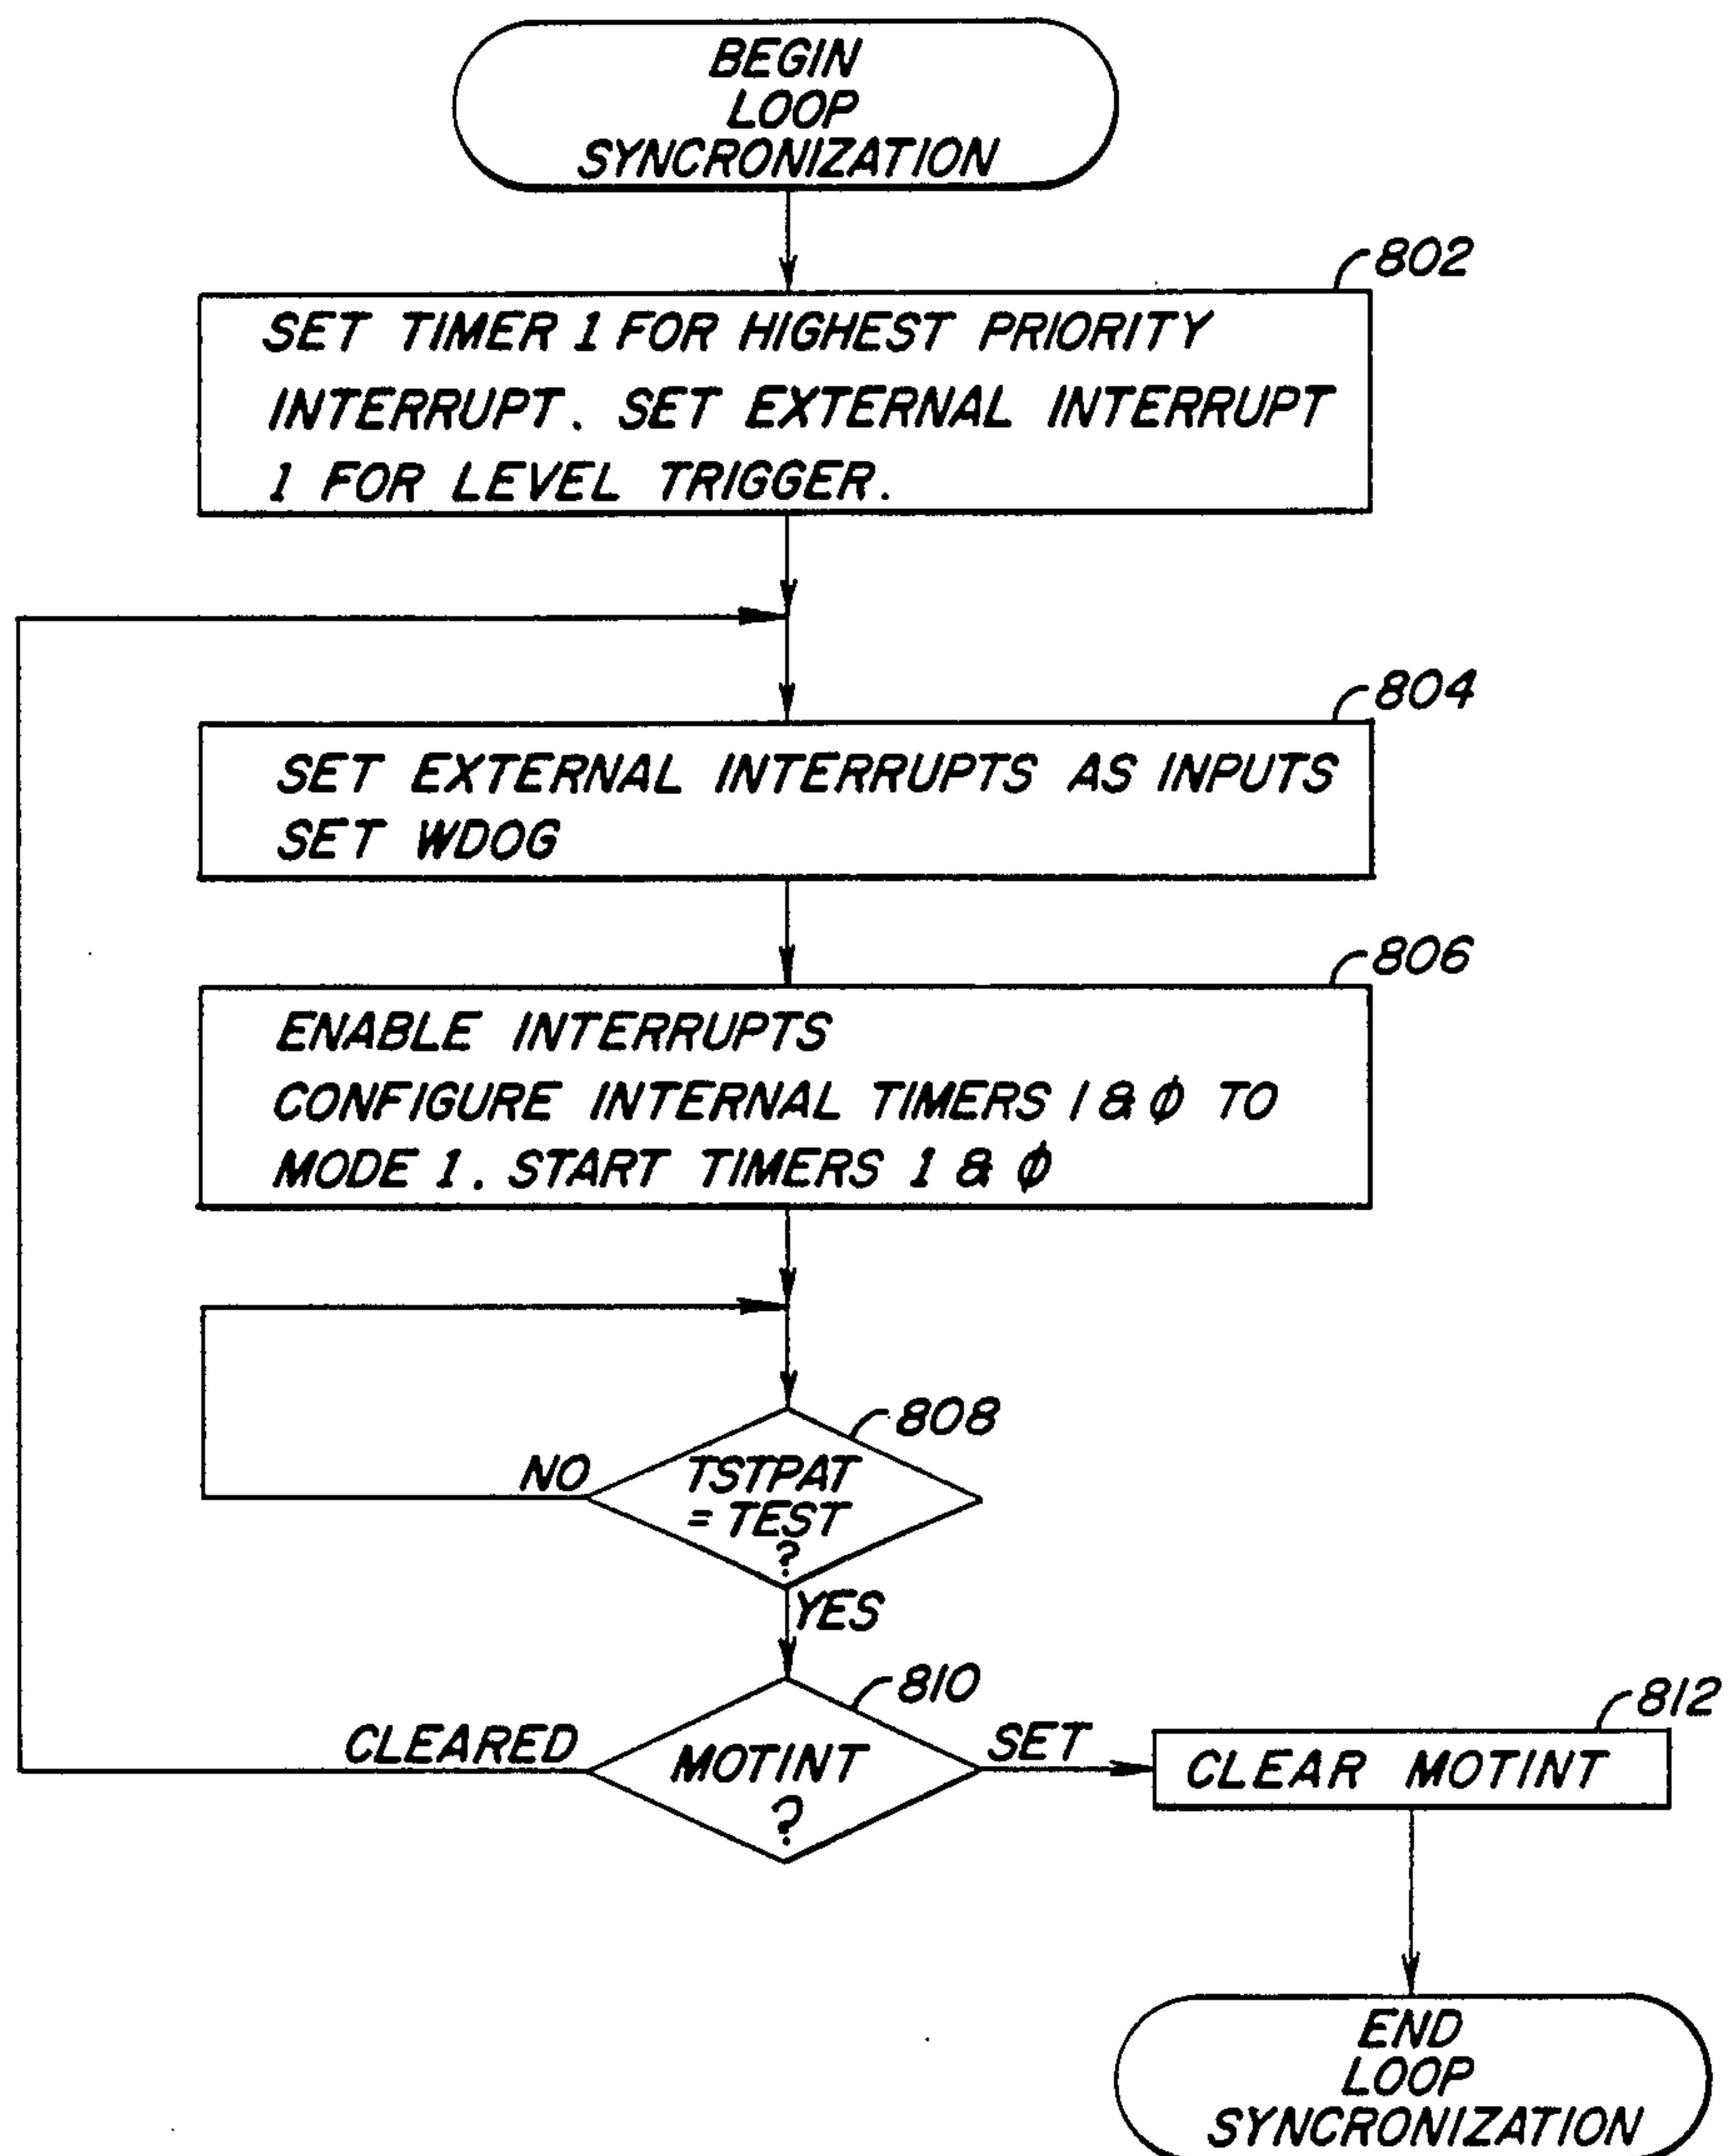 BEGIN
LOOP
SYNCRONIZATION
802
SET TIMER 1 FOR HIGHEST PRIORITY
INTERRUPT. SET EXTERNAL INTERRUPT
1 FOR LEVEL TRIGGER.
804
SET EXTERNAL INTERRUPTS AS INPUTS
SET WDOG
806
ENABLE INTERRUPTS
CONFIGURE INTERNAL TIMERS 1 & ϕ TO
MODE 1. START TIMERS 1 & ϕ
808
NO
TSTPAT
= TEST
?
YES
810
CLEARED
MOTINT
?
SET
812
CLEAR MOTINT
END
LOOP
SYNCRONIZATION